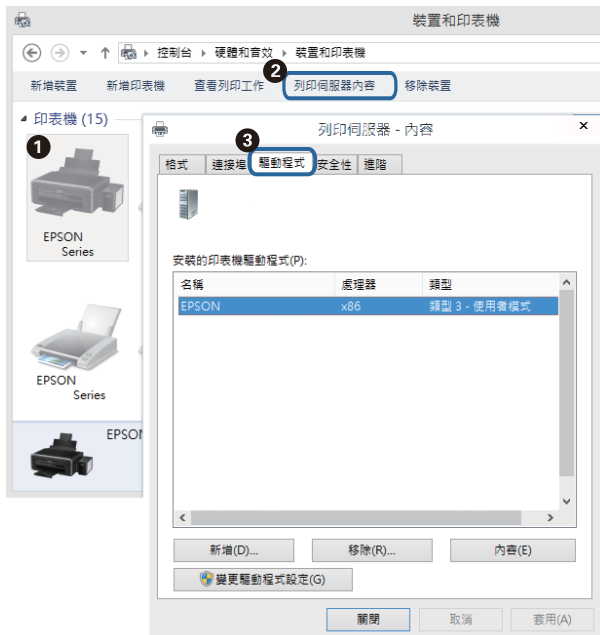 裝置和印表機
控制台 硬體和音效 裝置和印表機
2
新增裝置 新增印表機 查看列印工作 列印伺服器內容 移除裝置
印表機 (15)
1
EPSON
Series
EPSON
Series
EPSON
列印伺服器 - 內容
3
格式 連接埠 驅動程式 安全性 進階
安裝的印表機驅動程式(P):
名稱 處理器 類型
EPSON x86 類型 3 - 使用者模式
新增(D)... 移除(R)... 內容(E)
變更驅動程式設定(G)
關閉 取消 套用(A)